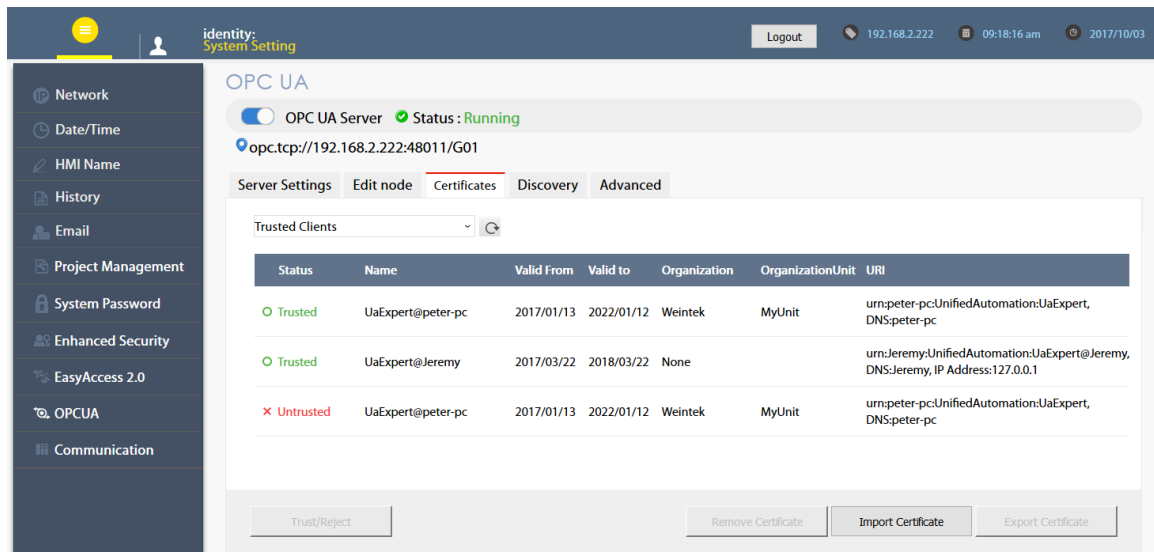 identity:
System Setting
Logout
192.168.2.222
09:18:16 am
2017/10/03
Network
Date/Time
HMI Name
History
Email
Project Management
System Password
Enhanced Security
EasyAccess 2.0
OPCUA
Communication
OPC UA
OPC UA Server Status : Running
opc.tcp://192.168.2.222:48011/G01
Server Settings Edit node Certificates Discovery Advanced
Trusted Clients
Status Name Valid From Valid to Organization OrganizationUnit URI
Trusted UaExpert@peter-pc 2017/01/13 2022/01/12 Weintek MyUnit urn:peter-pc:UnifiedAutomation:UaExpert,
DNS:peter-pc
Trusted UaExpert@Jeremy 2017/03/22 2018/03/22 None urn:Jeremy:UnifiedAutomation:UaExpert@Jeremy,
DNS:Jeremy, IP Address:127.0.0.1
Untrusted UaExpert@peter-pc 2017/01/13 2022/01/12 Weintek MyUnit urn:peter-pc:UnifiedAutomation:UaExpert,
DNS:peter-pc
Trust/Reject Remove Certificate Import Certificate Export Certificate